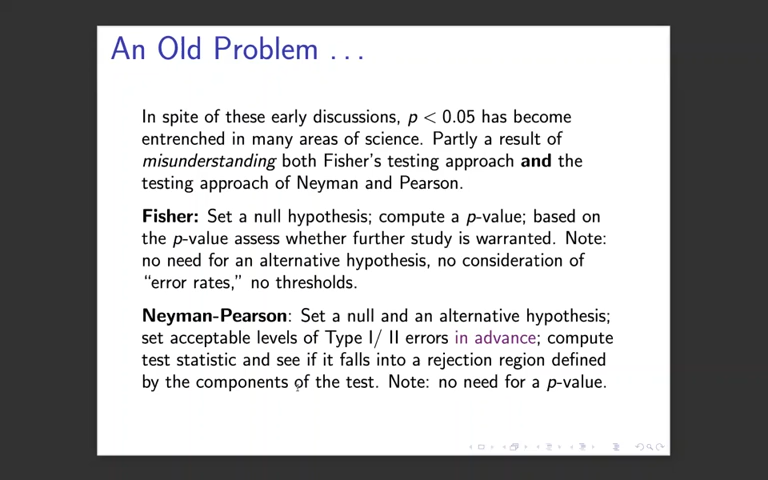 An Old Problem ...
In spite of these early discussions, p < 0.05 has become
entrenched in many areas of science. Partly a result of
misunderstanding both Fisher's testing approach and the
testing approach of Neyman and Pearson.
Fisher: Set a null hypothesis; compute a p-value; based on
the p-value assess whether further study is warranted. Note:
no need for an alternative hypothesis, no consideration of
“error rates,” no thresholds.
Neyman-Pearson: Set a null and an alternative hypothesis;
set acceptable levels of Type I/ II errors in advance; compute
test statistic and see if it falls into a rejection region defined
by the components of the test. Note: no need for a p-value.